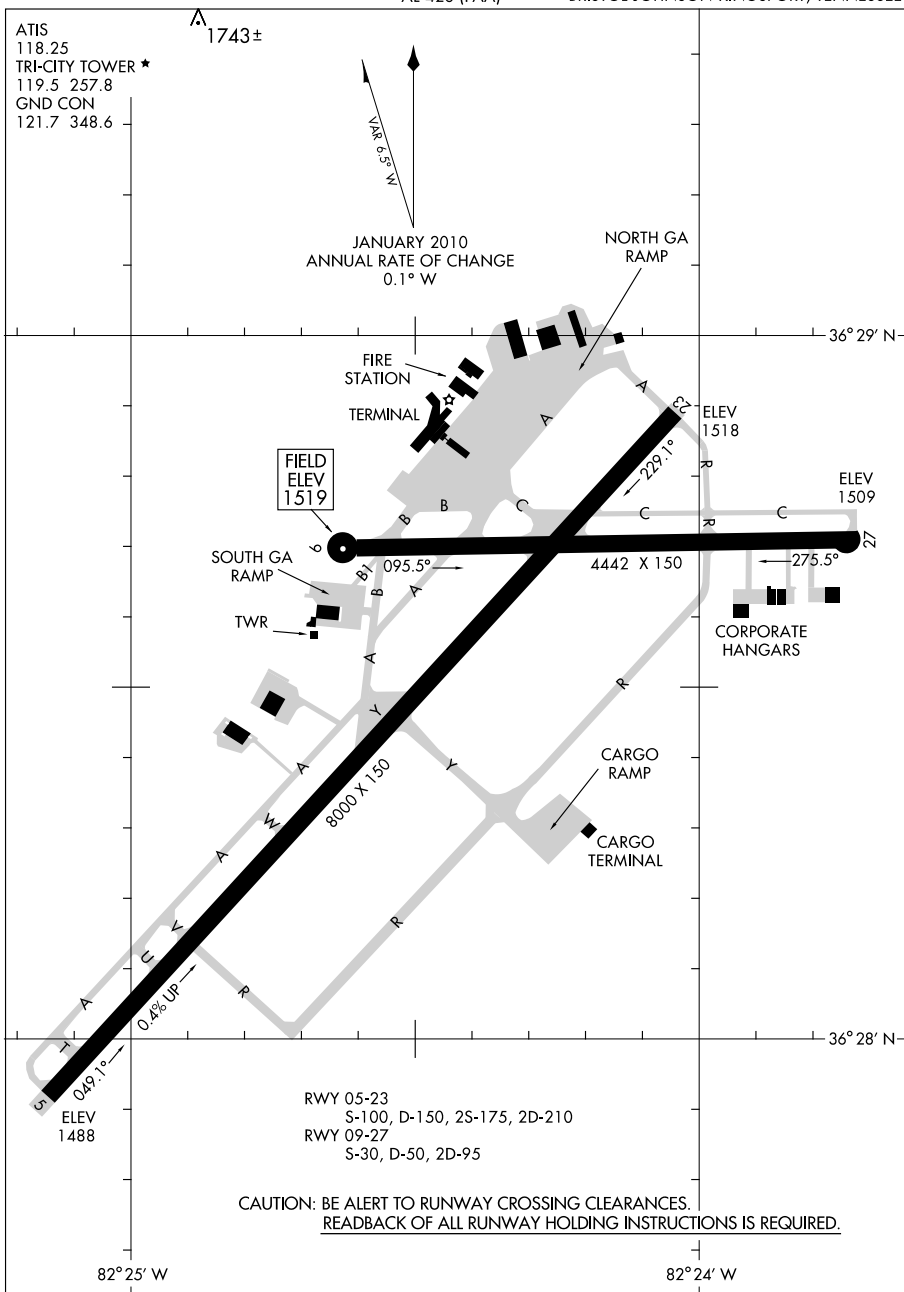 ATIS
118.25
TRI-CITY TOWER ★
119.5 257.8
GND CON
121.7 348.6
1743±
VAR 6.5° W
JANUARY 2010
ANNUAL RATE OF CHANGE
0.1° W
NORTH GA
RAMP
36° 29' N
FIRE
STATION
TERMINAL
A
A
23
ELEV
1518
229.1°
R
FIELD
ELEV
1519
ELEV
1509
B
B
C
C
C
R
9
095.5°
4442 X 150
275.5°
27
SOUTH GA
RAMP
B1
B
A
TWR
CORPORATE
HANGARS
A
Y
R
A
Y
CARGO
RAMP
8000 X 150
W
A
CARGO
TERMINAL
V
U
R
R
A
0.4% UP
T
049.1°
36° 28' N
5
ELEV
1488
RWY 05-23
S-100, D-150, 2S-175, 2D-210
RWY 09-27
S-30, D-50, 2D-95
CAUTION: BE ALERT TO RUNWAY CROSSING CLEARANCES.
READBACK OF ALL RUNWAY HOLDING INSTRUCTIONS IS REQUIRED.
82° 25' W
82° 24' W